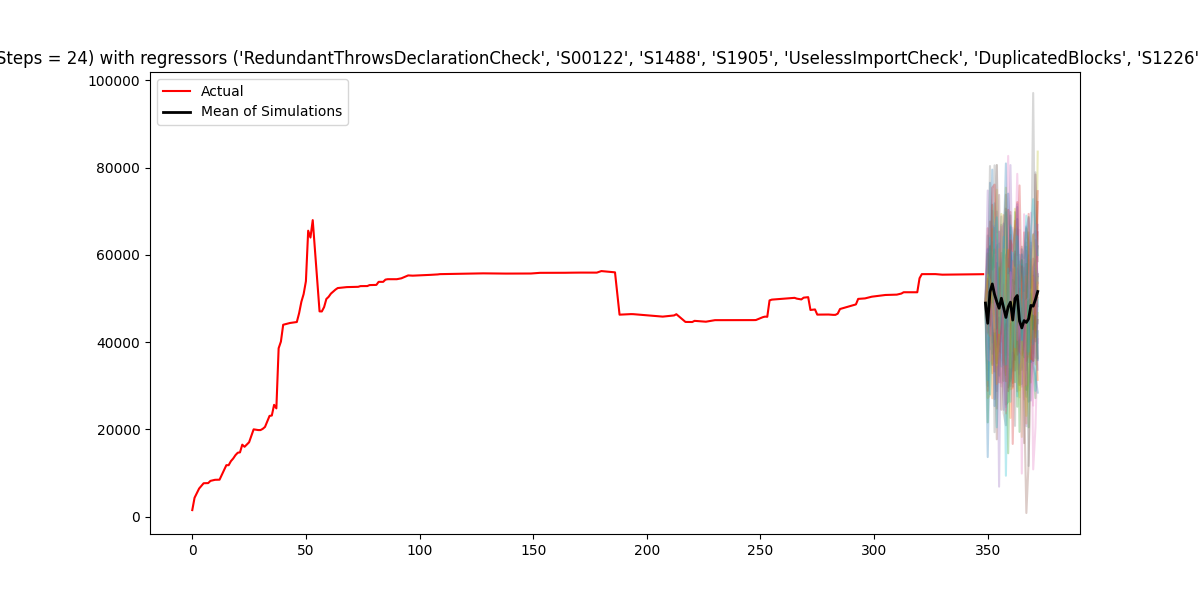 Steps = 24) with regressors ('RedundantThrowsDeclarationCheck', 'S00122', 'S1488', 'S1905', 'UselessImportCheck', 'DuplicatedBlocks', 'S1226'
Actual
Mean of Simulations
100000
80000
60000
40000
20000
0
0 50 100 150 200 250 300 350